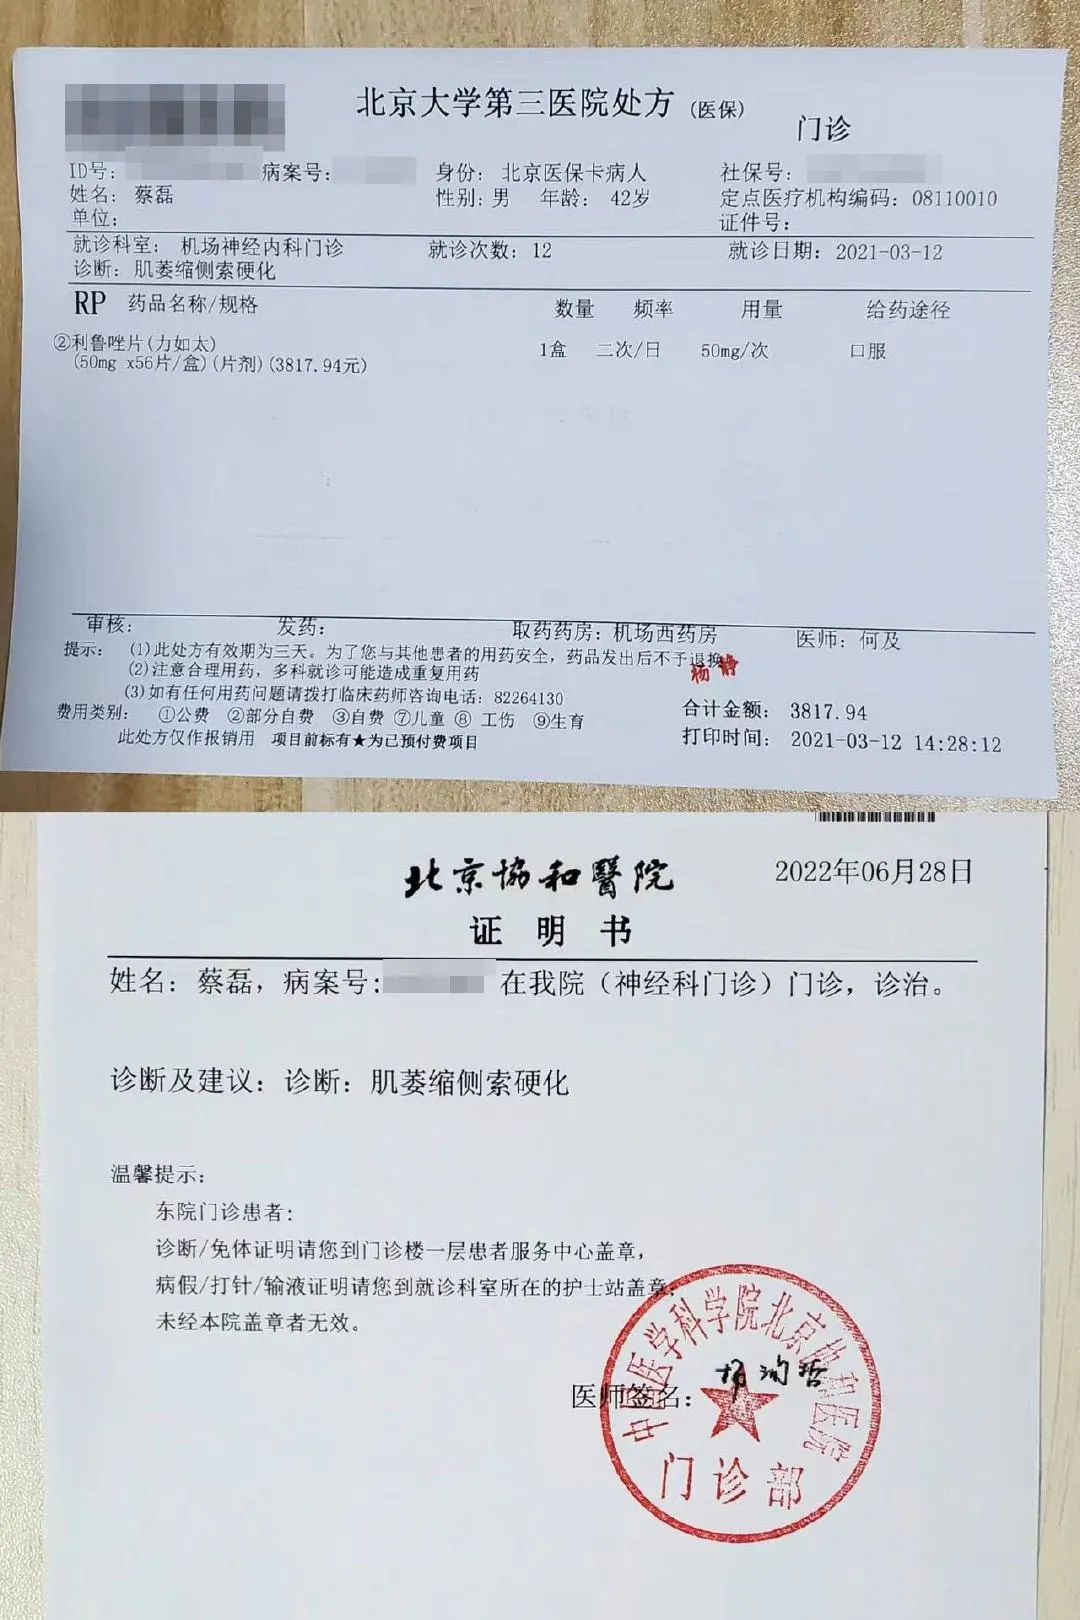 北京大学第三医院处方 (医保)
门诊
ID号: 病案号: 身份: 北京医保卡病人 社保号:
姓名: 蔡磊 性别: 男 年龄: 42岁 定点医疗机构编码: 08110010
单位: 证件号:
就诊科室: 机场神经内科门诊 就诊次数: 12 就诊日期: 2021-03-12
诊断: 肌萎缩侧索硬化
RP 药品名称/规格 数量 频率 用量 给药途径
②利鲁唑片(力如太) 1盒 二次/日 50mg/次 口服
(50mg x56片/盒)(片剂)(3817.94元)
审核: 发药: 取药药房: 机场西药房 医师: 何及
提示: (1)此处方有效期为三天。为了您与其他患者的用药安全，药品发出后不予退换
杨静
(2)注意合理用药，多科就诊可能造成重复用药
(3)如有任何用药问题请拨打临床药师咨询电话: 82264130
费用类别: ①公费 ②部分自费 ③自费 ⑦儿童 ⑧ 工伤 ⑨生育 合计金额: 3817.94
此处方仅作报销用 项目前标有★为已预付费项目 打印时间: 2021-03-12 14:28:12
北京協和醫院 2022年06月28日
证 明 书
姓名: 蔡磊, 病案号: 在我院（神经科门诊）门诊，诊治。
诊断及建议: 诊断: 肌萎缩侧索硬化
温馨提示:
东院门诊患者:
诊断/免体证明请您到门诊楼一层患者服务中心盖章，
病假/打针/输液证明请您到就诊科室所在的护士站盖章;
未经本院盖章者无效。
医师签名:
中国医学科学院北京协和医院
门诊部